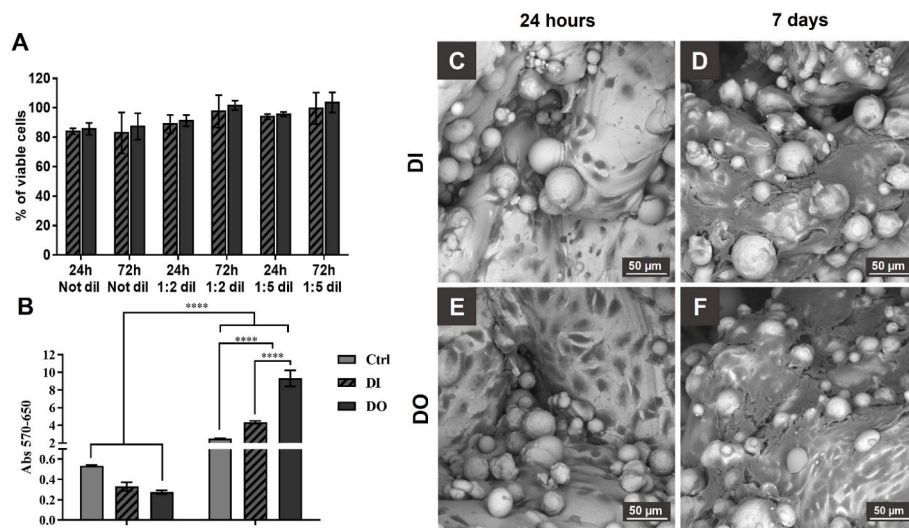 24 hours
7 days
A
120
100
80
60
40
20
0
% of viable cells
24h 72h 24h 72h 24h 72h
Not dil Not dil 1:2 dil 1:2 dil 1:5 dil 1:5 dil
B
****
****
****
12
10
8
6
4
2
0.6
0.4
0.2
0.0
Abs 570-650
Ctrl
DI
DO
DI
C
50 µm
D
50 µm
DO
E
50 µm
F
50 µm